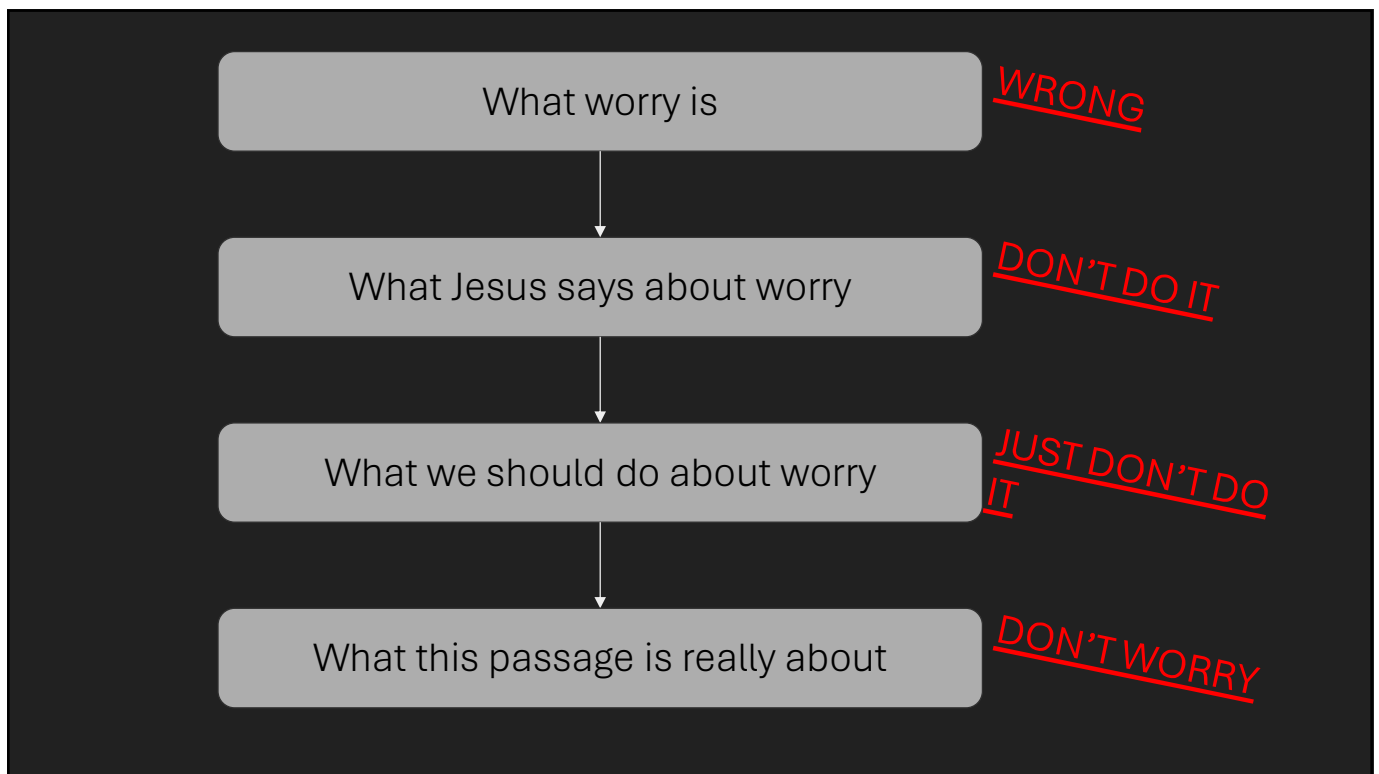 What worry is
WRONG
What Jesus says about worry
DON’T DO IT
What we should do about worry
JUST DON’T DO
IT
What this passage is really about
DON’T WORRY